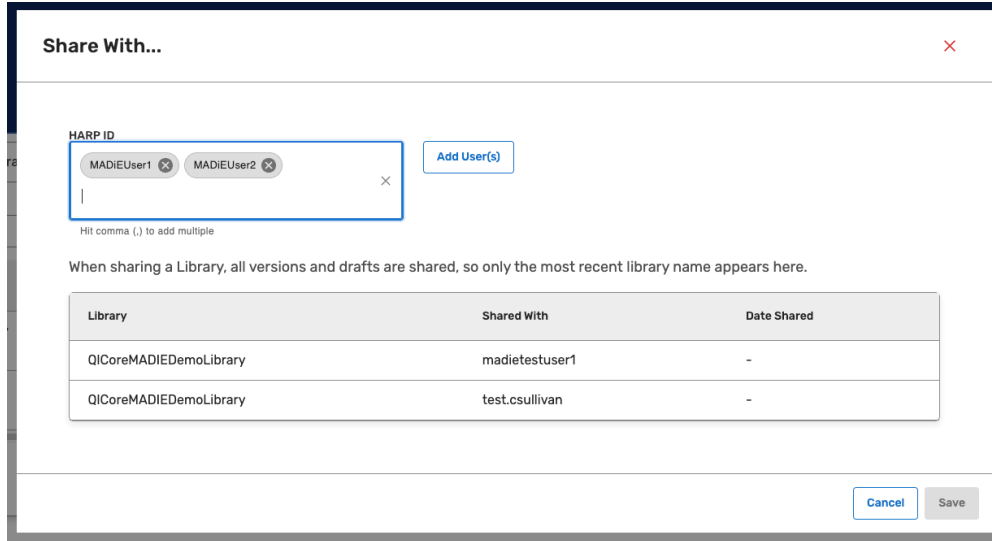 Share With...
HARP ID
MADiEUser1 MADiEUser2
Add User(s)
Hit comma (,) to add multiple
When sharing a Library, all versions and drafts are shared, so only the most recent library name appears here.
Library Shared With Date Shared
QICoreMADIEDemoLibrary madietestuser1 -
QICoreMADIEDemoLibrary test.csullivan -
Cancel Save